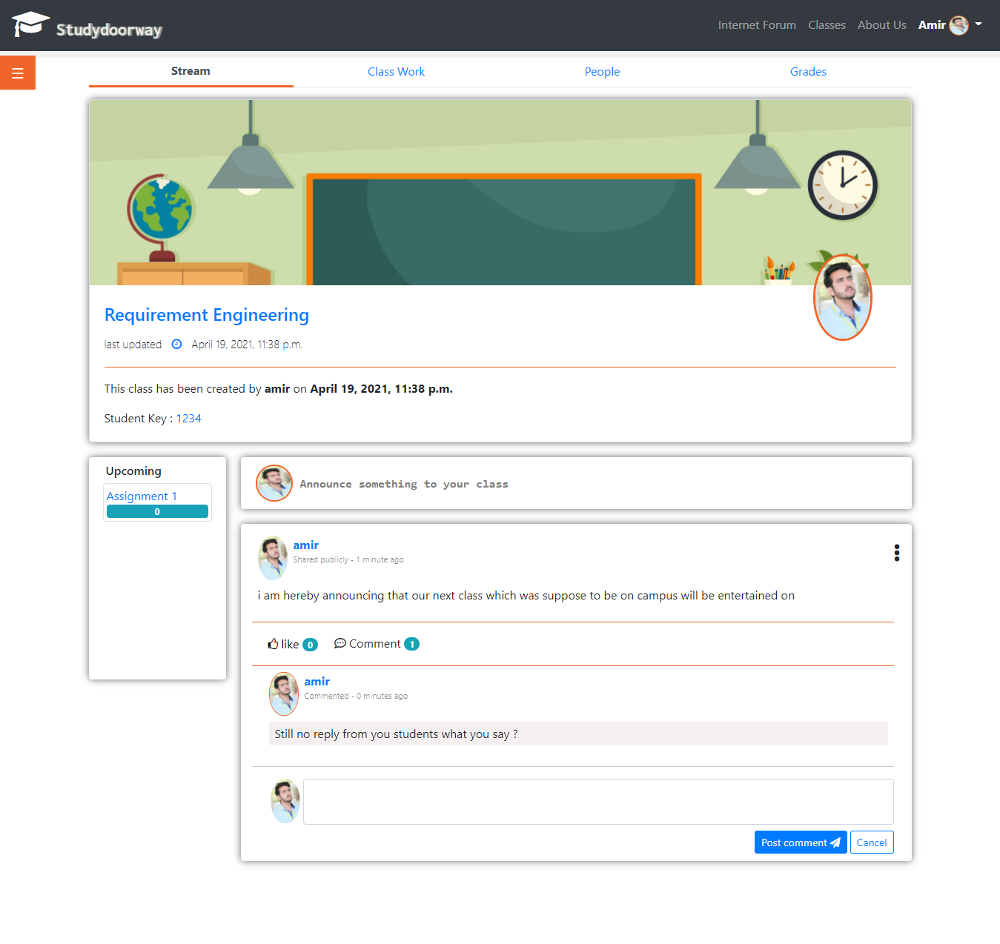 Studydoorway
Internet Forum Classes About Us Amir
Stream Class Work People Grades
Requirement Engineering
last updated April 19, 2021, 11:38 p.m.
This class has been created by amir on April 19, 2021, 11:38 p.m.
Student Key : 1234
Upcoming
Assignment 1
0
Announce something to your class
amir
Shared publicly - 1 minute ago
i am hereby announcing that our next class which was suppose to be on campus will be entertained on
like 0 Comment 1
amir
Commented - 0 minutes ago
Still no reply from you students what you say ?
Post comment Cancel